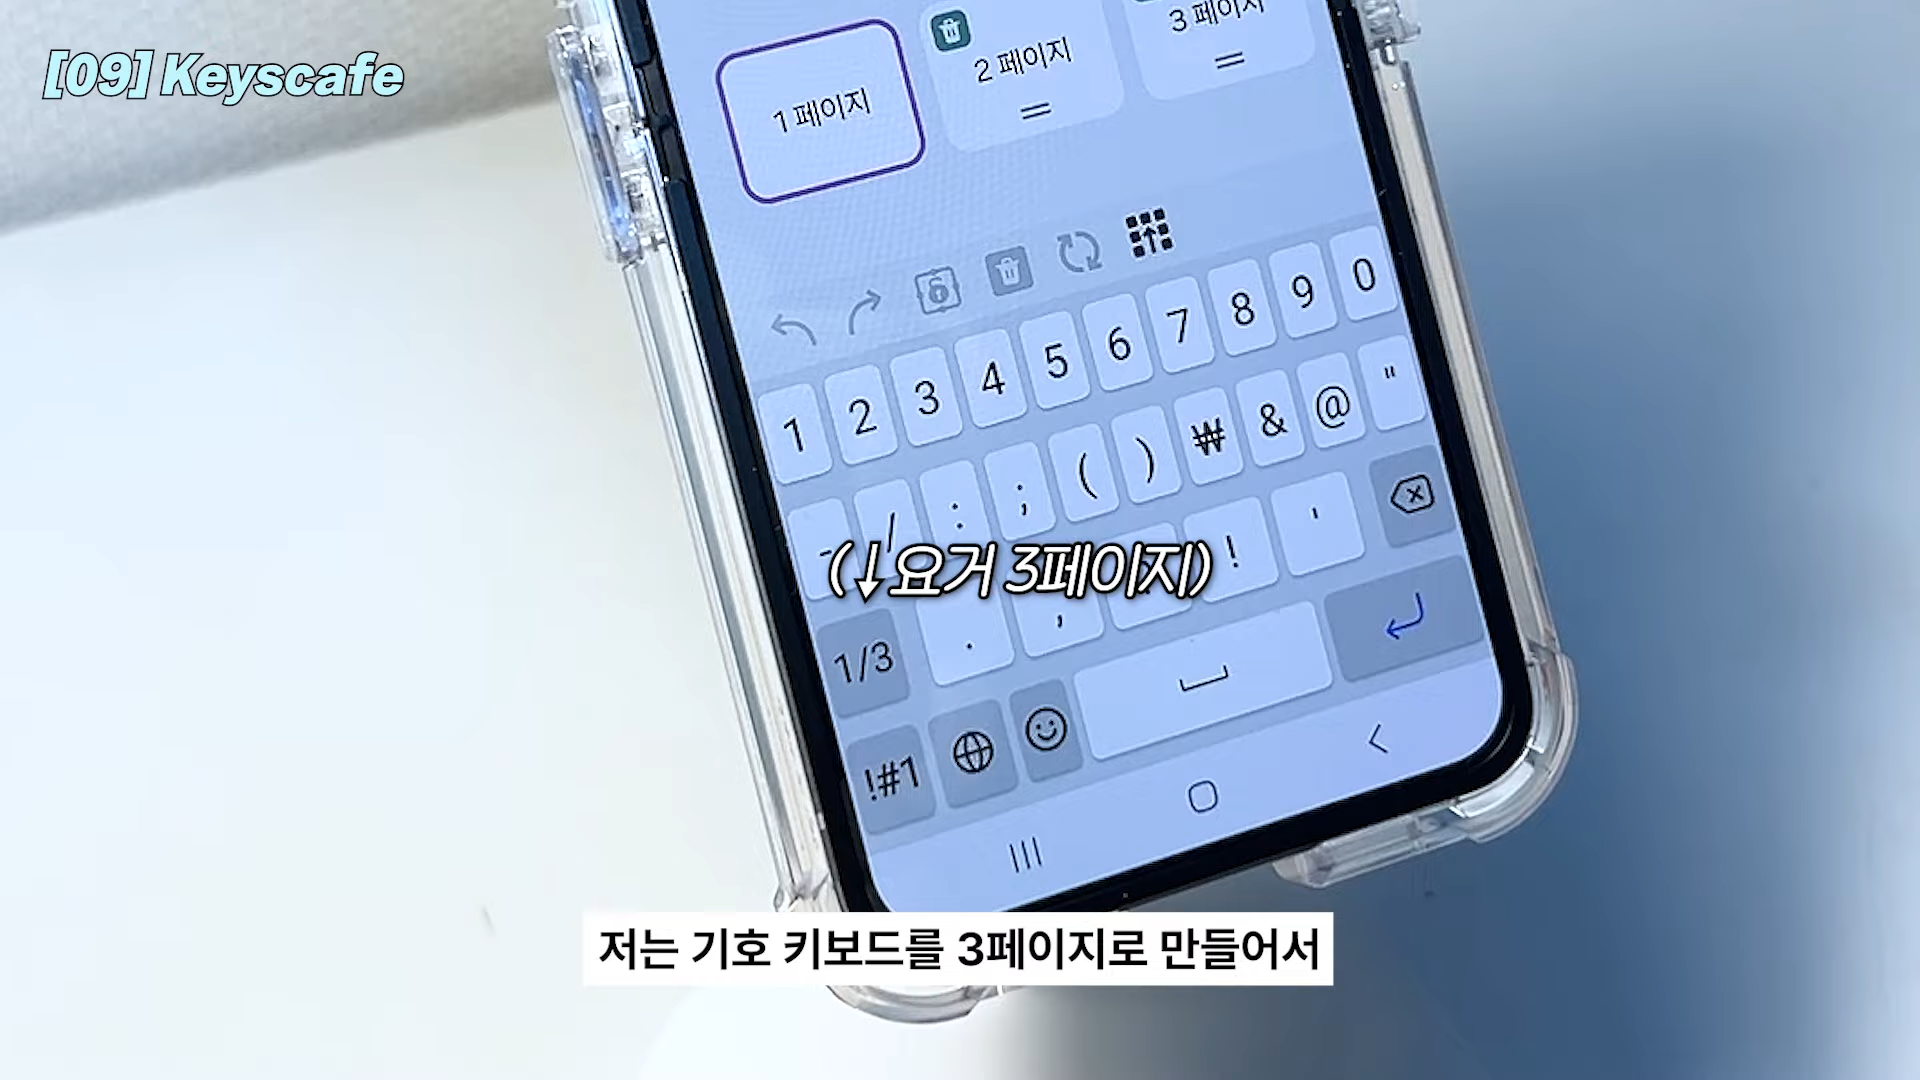 [09] Keyscafe
1 페이지
2 페이지
3 페이지
1 2 3 4 5 6 7 8 9 0
- / : ; ( ) ₩ & @ "
(↓요거 3페이지)
1/3 . , ! '
!#1
저는 기호 키보드를 3페이지로 만들어서